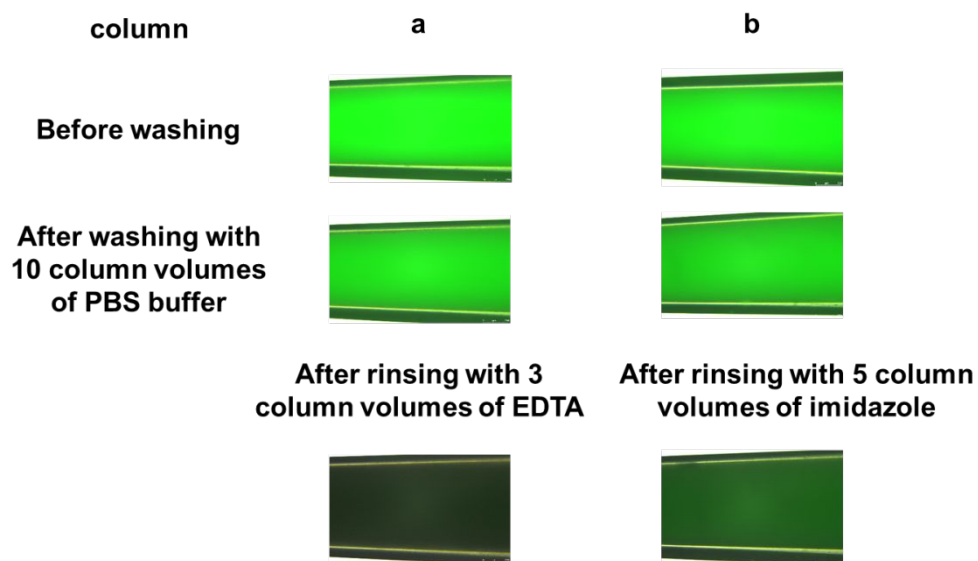 column
a
b
Before washing
After washing with
10 column volumes
of PBS buffer
After rinsing with 3
column volumes of EDTA
After rinsing with 5 column
volumes of imidazole